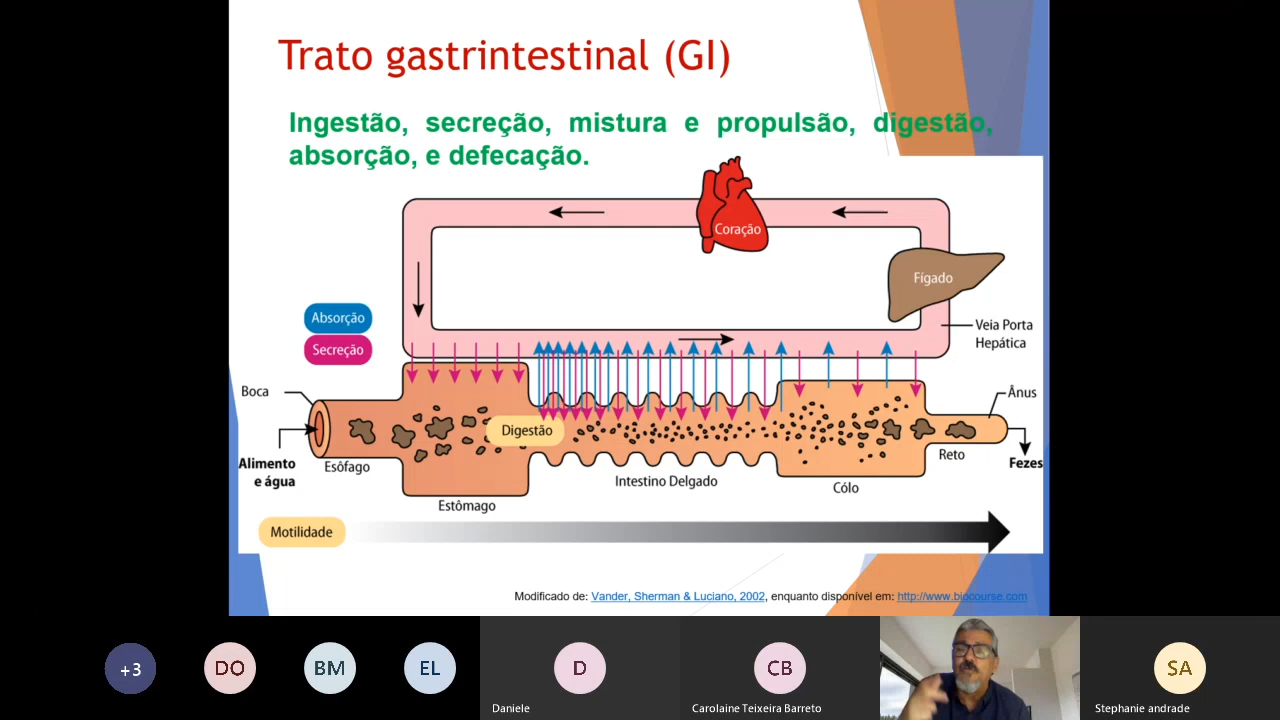 Trato gastrintestinal (GI)
Ingestão, secreção, mistura e propulsão, digestão,
absorção, e defecação.
Coração
Fígado
Absorção
Secreção
Veia Porta
Hepática
Boca
Ânus
Digestão
Alimento
e água
Esôfago
Estômago
Intestino Delgado
Cólo
Reto
Fezes
Motilidade
Modificado de: Vander, Sherman & Luciano, 2002, enquanto disponível em: http://www.biocourse.com
+3
DO
BM
EL
D
CB
SA
Daniele
Carolaine Teixeira Barreto
Stephanie andrade